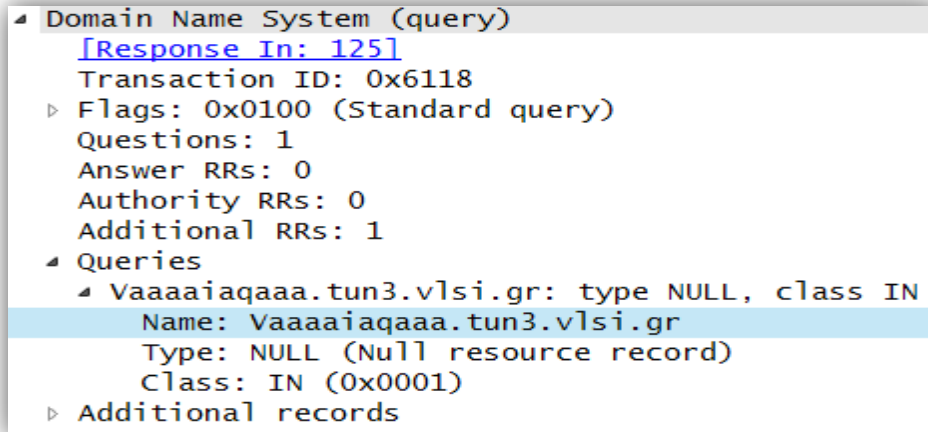 Domain Name System (query)
[Response In: 125]
Transaction ID: 0x6118
Flags: 0x0100 (Standard query)
Questions: 1
Answer RRs: 0
Authority RRs: 0
Additional RRs: 1
Queries
Vaaaaiaqaaa.tun3.vlsi.gr: type NULL, class IN
Name: Vaaaaiaqaaa.tun3.vlsi.gr
Type: NULL (Null resource record)
Class: IN (0x0001)
Additional records